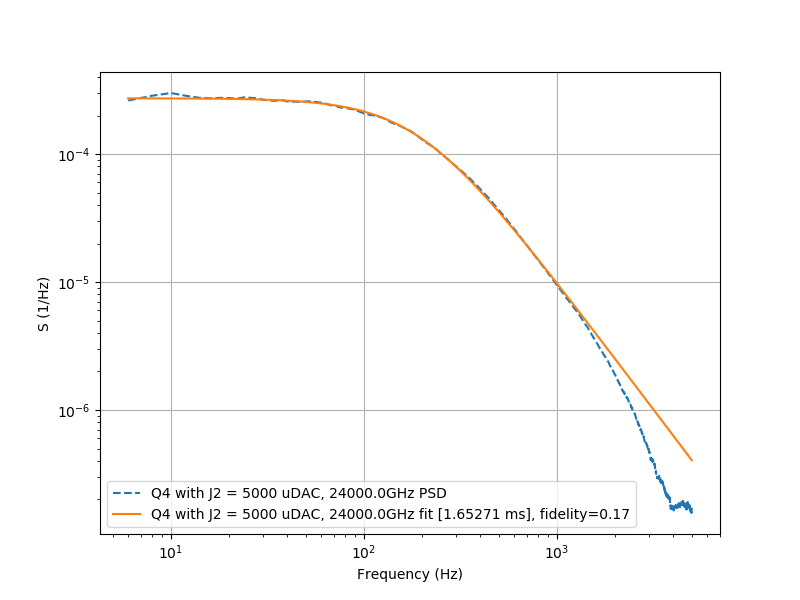 S (1/Hz)
10⁻⁴
10⁻⁵
10⁻⁶
Q4 with J2 = 5000 uDAC, 24000.0GHz PSD
Q4 with J2 = 5000 uDAC, 24000.0GHz fit [1.65271 ms], fidelity=0.17
10¹ 10² 10³
Frequency (Hz)